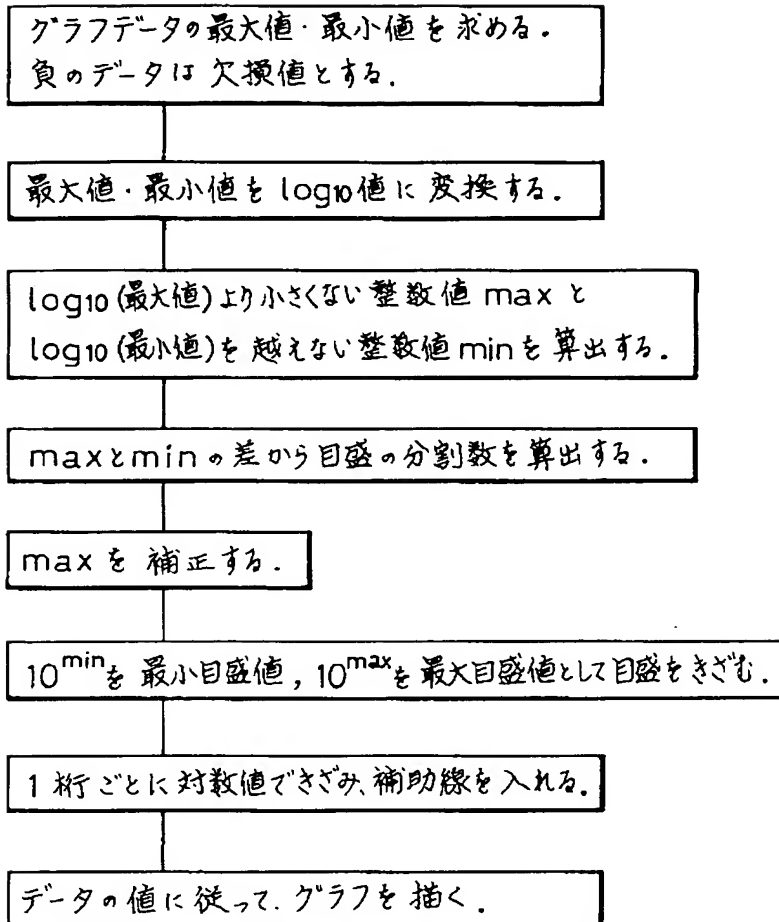 グラフデータの最大値・最小値を求める.
負のデータは欠損値とする.
最大値・最小値をlog10値に変換する.
log10(最大値)より小さくない整数値maxと
log10(最小値)を越えない整数値minを算出する.
maxとminの差から目盛の分割数を算出する.
maxを補正する.
10^minを最小目盛値,10^maxを最大目盛値として目盛をきざむ.
1桁ごとに対数値できざみ、補助線を入れる.
データの値に従って、グラフを描く.